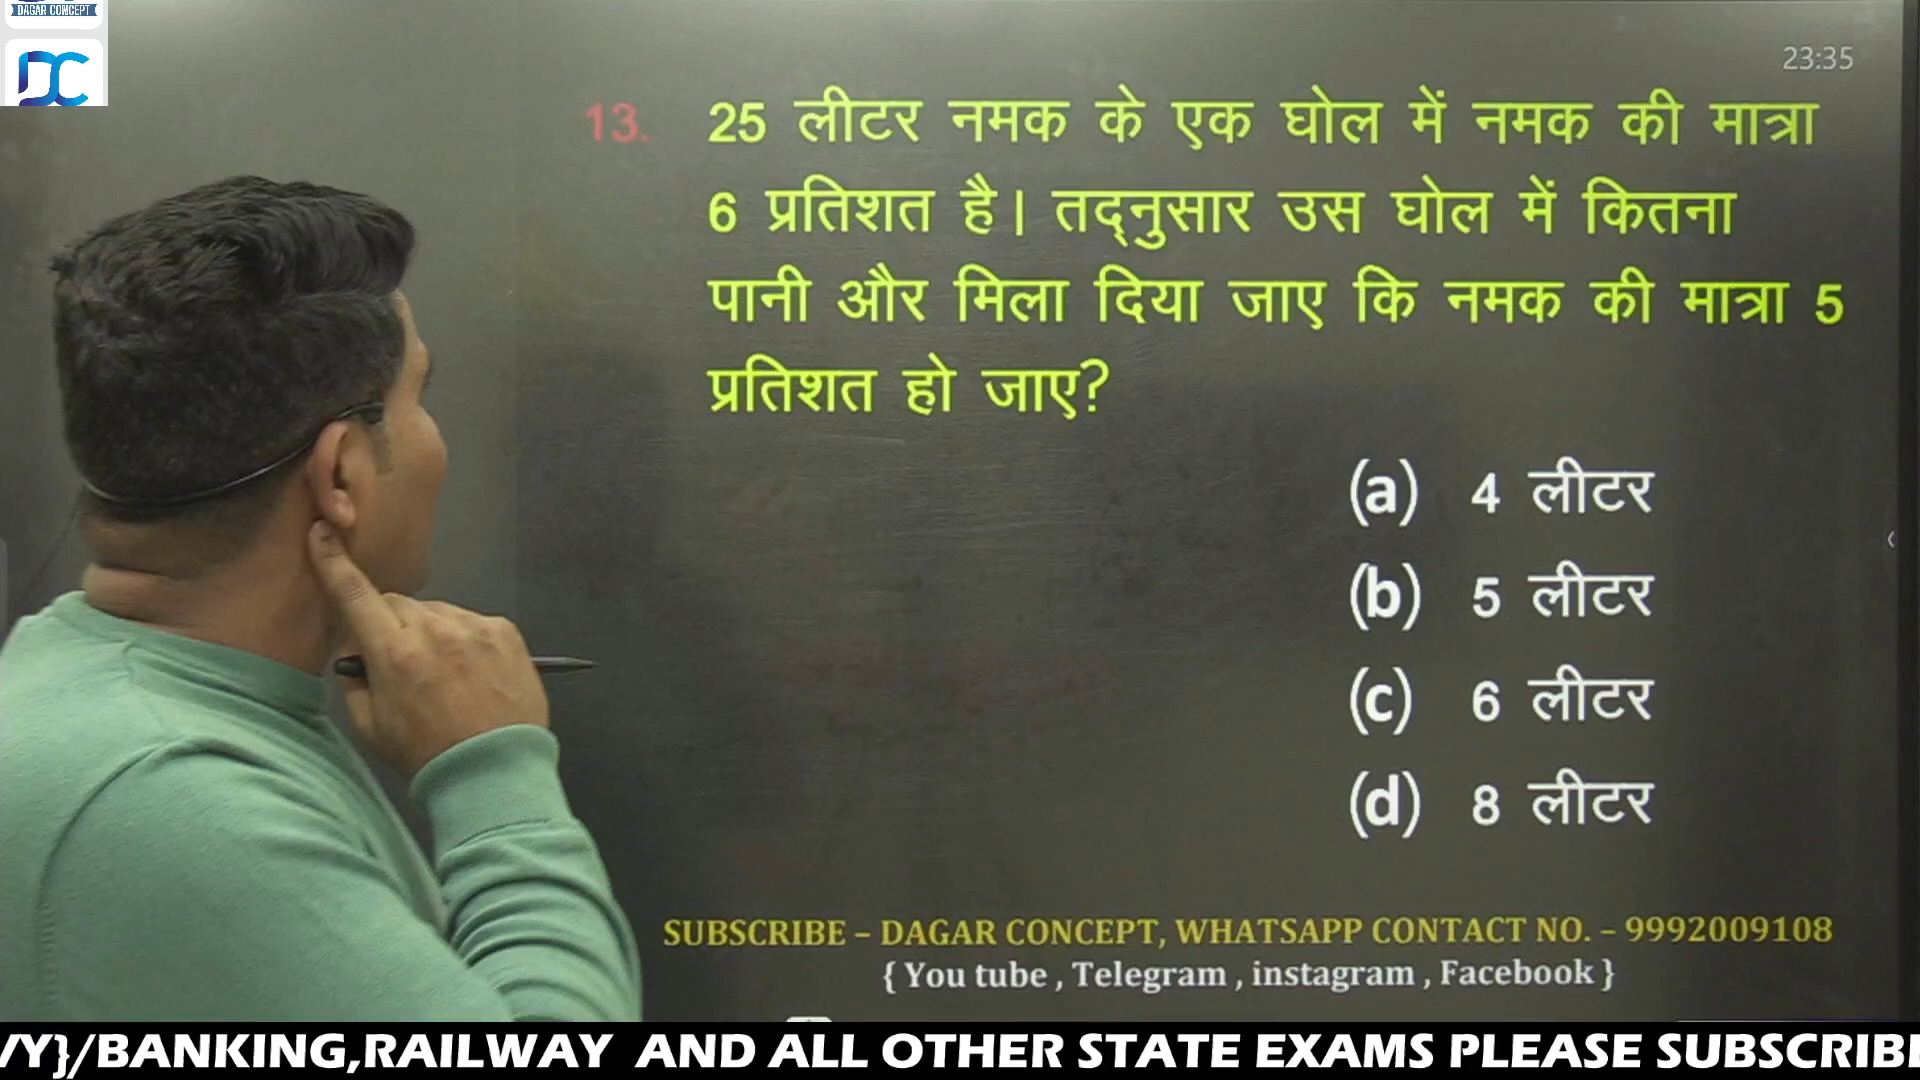 DAGAR CONCEPT
DC
23:35
13. 25 लीटर नमक के एक घोल में नमक की मात्रा
6 प्रतिशत है। तद्नुसार उस घोल में कितना
पानी और मिला दिया जाए कि नमक की मात्रा 5
प्रतिशत हो जाए?
(a) 4 लीटर
(b) 5 लीटर
(c) 6 लीटर
(d) 8 लीटर
SUBSCRIBE – DAGAR CONCEPT, WHATSAPP CONTACT NO. – 9992009108
{ You tube , Telegram , instagram , Facebook }
/Y}/BANKING,RAILWAY AND ALL OTHER STATE EXAMS PLEASE SUBSCRIB